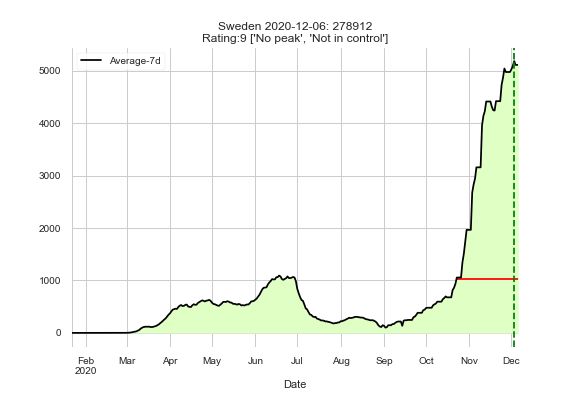 Sweden 2020-12-06: 278912
Rating:9 ['No peak', 'Not in control']
Average-7d
5000
4000
3000
2000
1000
0
Feb Mar Apr May Jun Jul Aug Sep Oct Nov Dec
2020
Date